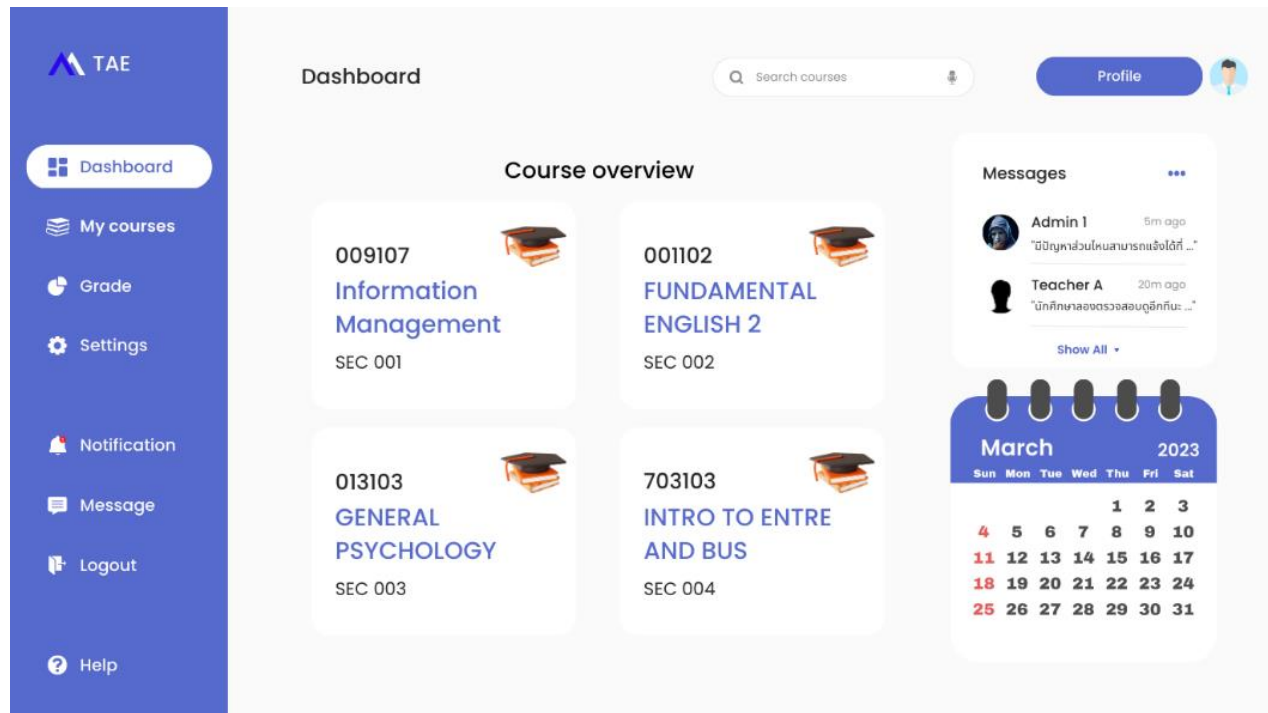 TAE
Dashboard
My courses
Grade
Settings
Notification
Message
Logout
Help
Dashboard
Search courses
Profile
Course overview
009107
Information
Management
SEC 001
001102
FUNDAMENTAL
ENGLISH 2
SEC 002
013103
GENERAL
PSYCHOLOGY
SEC 003
703103
INTRO TO ENTRE
AND BUS
SEC 004
Messages
Admin 1 5m ago
"มีปัญหาส่วนไหนสามารถแจ้งได้ที่ ..."
Teacher A 20m ago
"นักศึกษาลองตรวจสอบดูอีกทีนะ ..."
Show All
March 2023
Sun Mon Tue Wed Thu Fri Sat
1 2 3
4 5 6 7 8 9 10
11 12 13 14 15 16 17
18 19 20 21 22 23 24
25 26 27 28 29 30 31